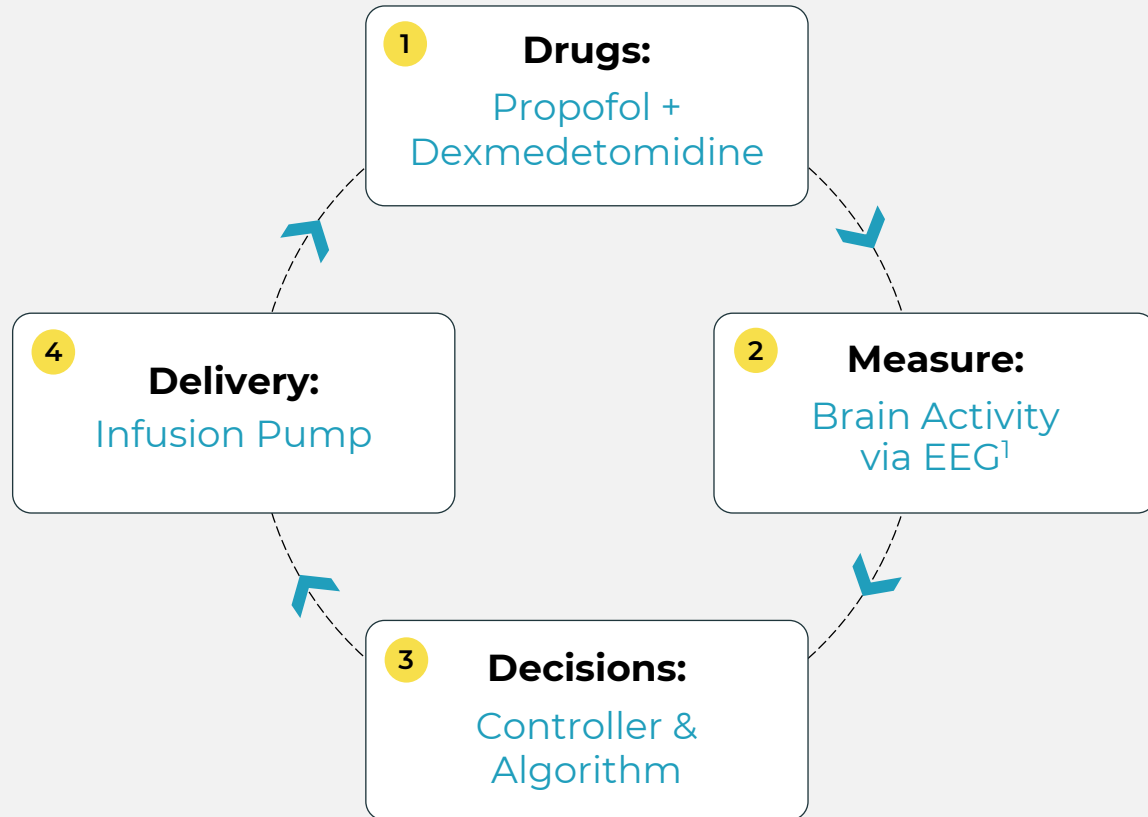 1
Drugs:
Propofol +
Dexmedetomidine
2
Measure:
Brain Activity
via EEG¹
3
Decisions:
Controller &
Algorithm
4
Delivery:
Infusion Pump